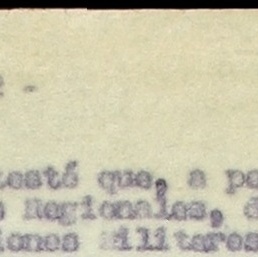 -
testó que, a pe
s Regionales, d
iones militares